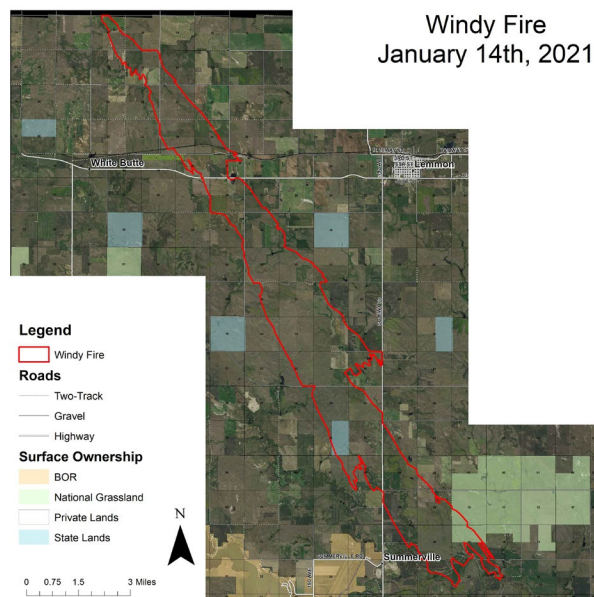 Windy Fire
January 14th, 2021
White Butte
Lemmon
Summerville
Legend
Windy Fire
Roads
Two-Track
Gravel
Highway
Surface Ownership
BOR
National Grassland
Private Lands
State Lands
N
0 0.75 1.5 3 Miles